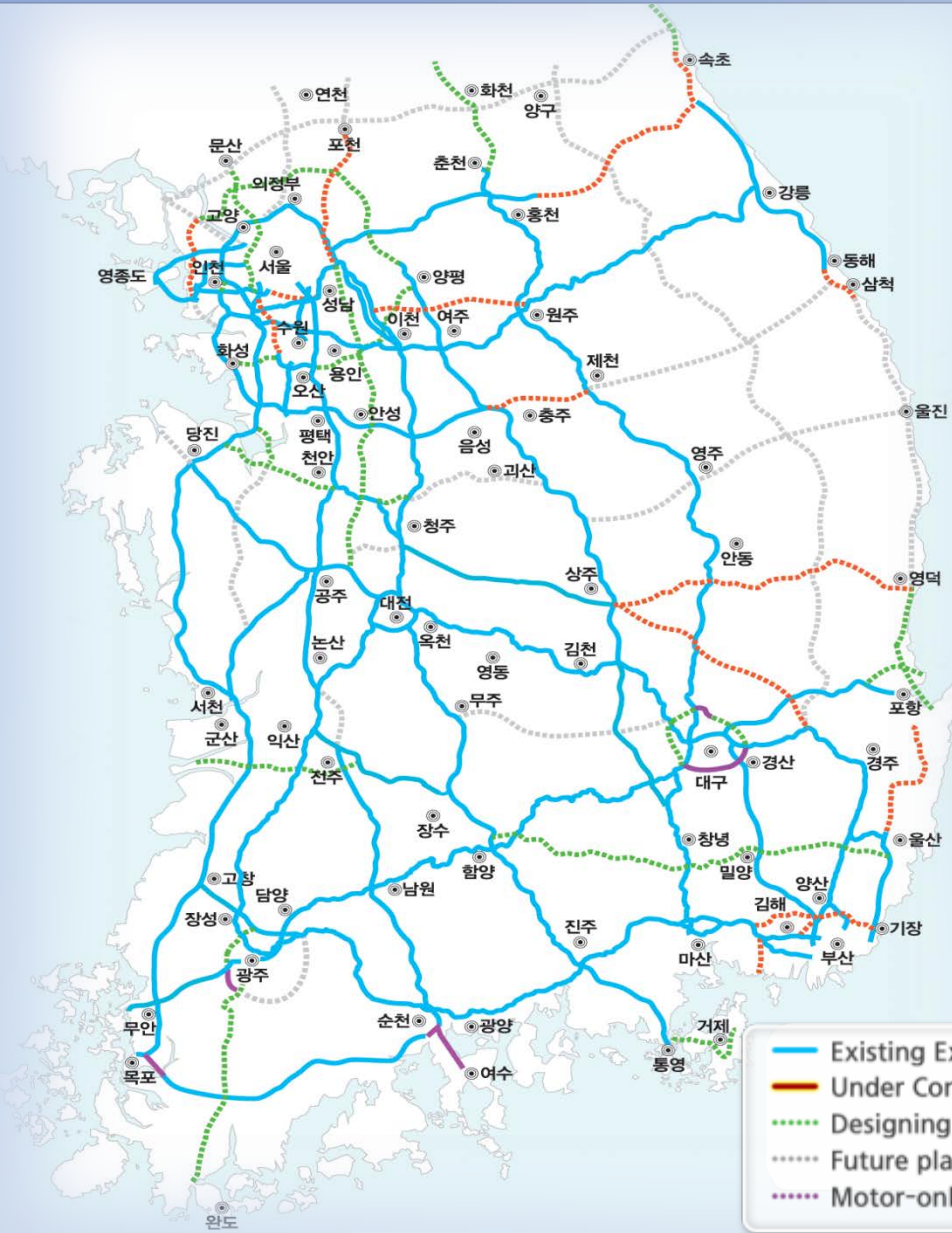 속초
연천
화천
양구
포천
문산
춘천
의정부
강릉
홍천
고양
서울
동해
인천
영종도
양평
삼척
성남
이천
여주
원주
수원
화성
용인
제천
오산
안성
충주
울진
평택
음성
당진
천안
괴산
영주
청주
안동
상주
영덕
공주
대전
옥천
논산
김천
영동
서천
무주
포항
군산
익산
전주
대구
경산
경주
장수
창녕
울산
함양
밀양
고창
남원
양산
담양
김해
장성
진주
기장
광주
마산
부산
무안
순천
광양
거제
목포
여수
통영
완도
Existing Ex
Under Con
Designing
Future pla
Motor-onl